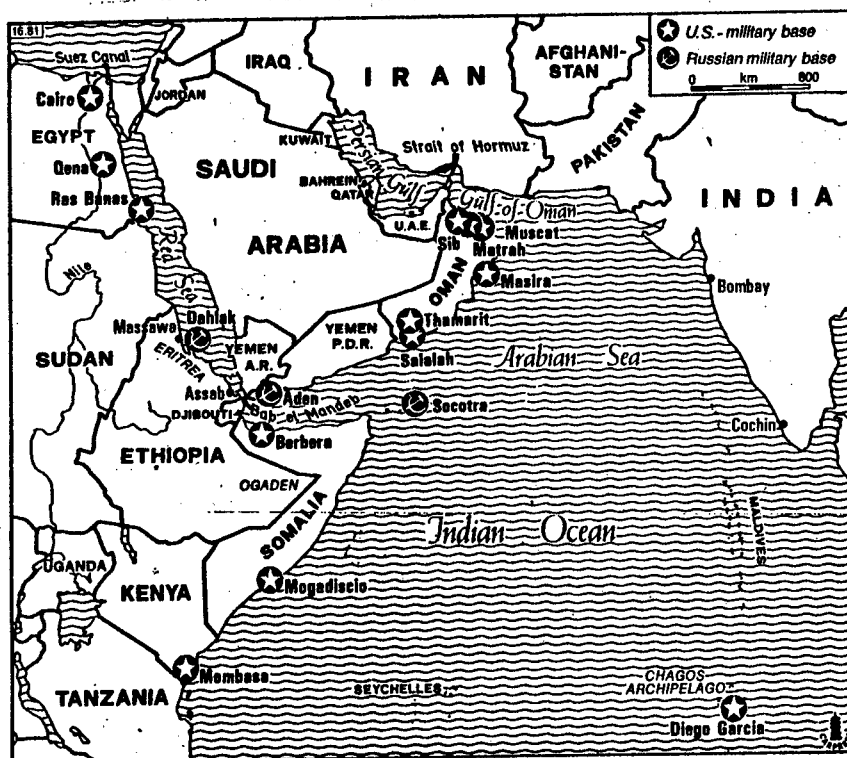 16.81
U.S.- military base
Russian military base
0 km 800
Suez Canal
Cairo
JORDAN
IRAQ
IRAN
AFGHANI-
STAN
EGYPT
KUWAIT
Persian
Gulf
Strait of Hormuz
PAKISTAN
Qena
SAUDI
ARABIA
BAHREIN
QATAR
U.A.E.
Gulf-of-Oman
INDIA
Ras Banas
Sib
Muscat
Matrah
Masira
OMAN
Bombay
Nile
Red
Sea
Dahlak
Massawa
ERITREA
YEMEN
A.R.
YEMEN
P.D.R.
Thamarit
Salalah
Arabian Sea
SUDAN
Assab
Aden
Bab el Mandeb
DJIBOUTI
Socotra
Berbera
Cochin
ETHIOPIA
OGADEN
SOMALIA
Indian Ocean
MALDIVES
UGANDA
KENYA
Mogadiscio
Mombasa
TANZANIA
SEYCHELLES
CHAGOS
ARCHIPELAGO
Diego Garcia